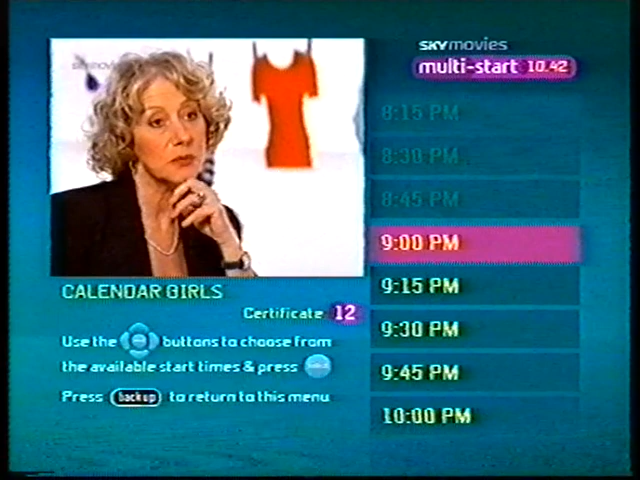 SKY movies
multi-start 10.42
8:15 PM
8:30 PM
8:45 PM
9:00 PM
9:15 PM
9:30 PM
9:45 PM
10:00 PM
CALENDAR GIRLS
Certificate 12
Use the buttons to choose from
the available start times & press
Press backup to return to this menu